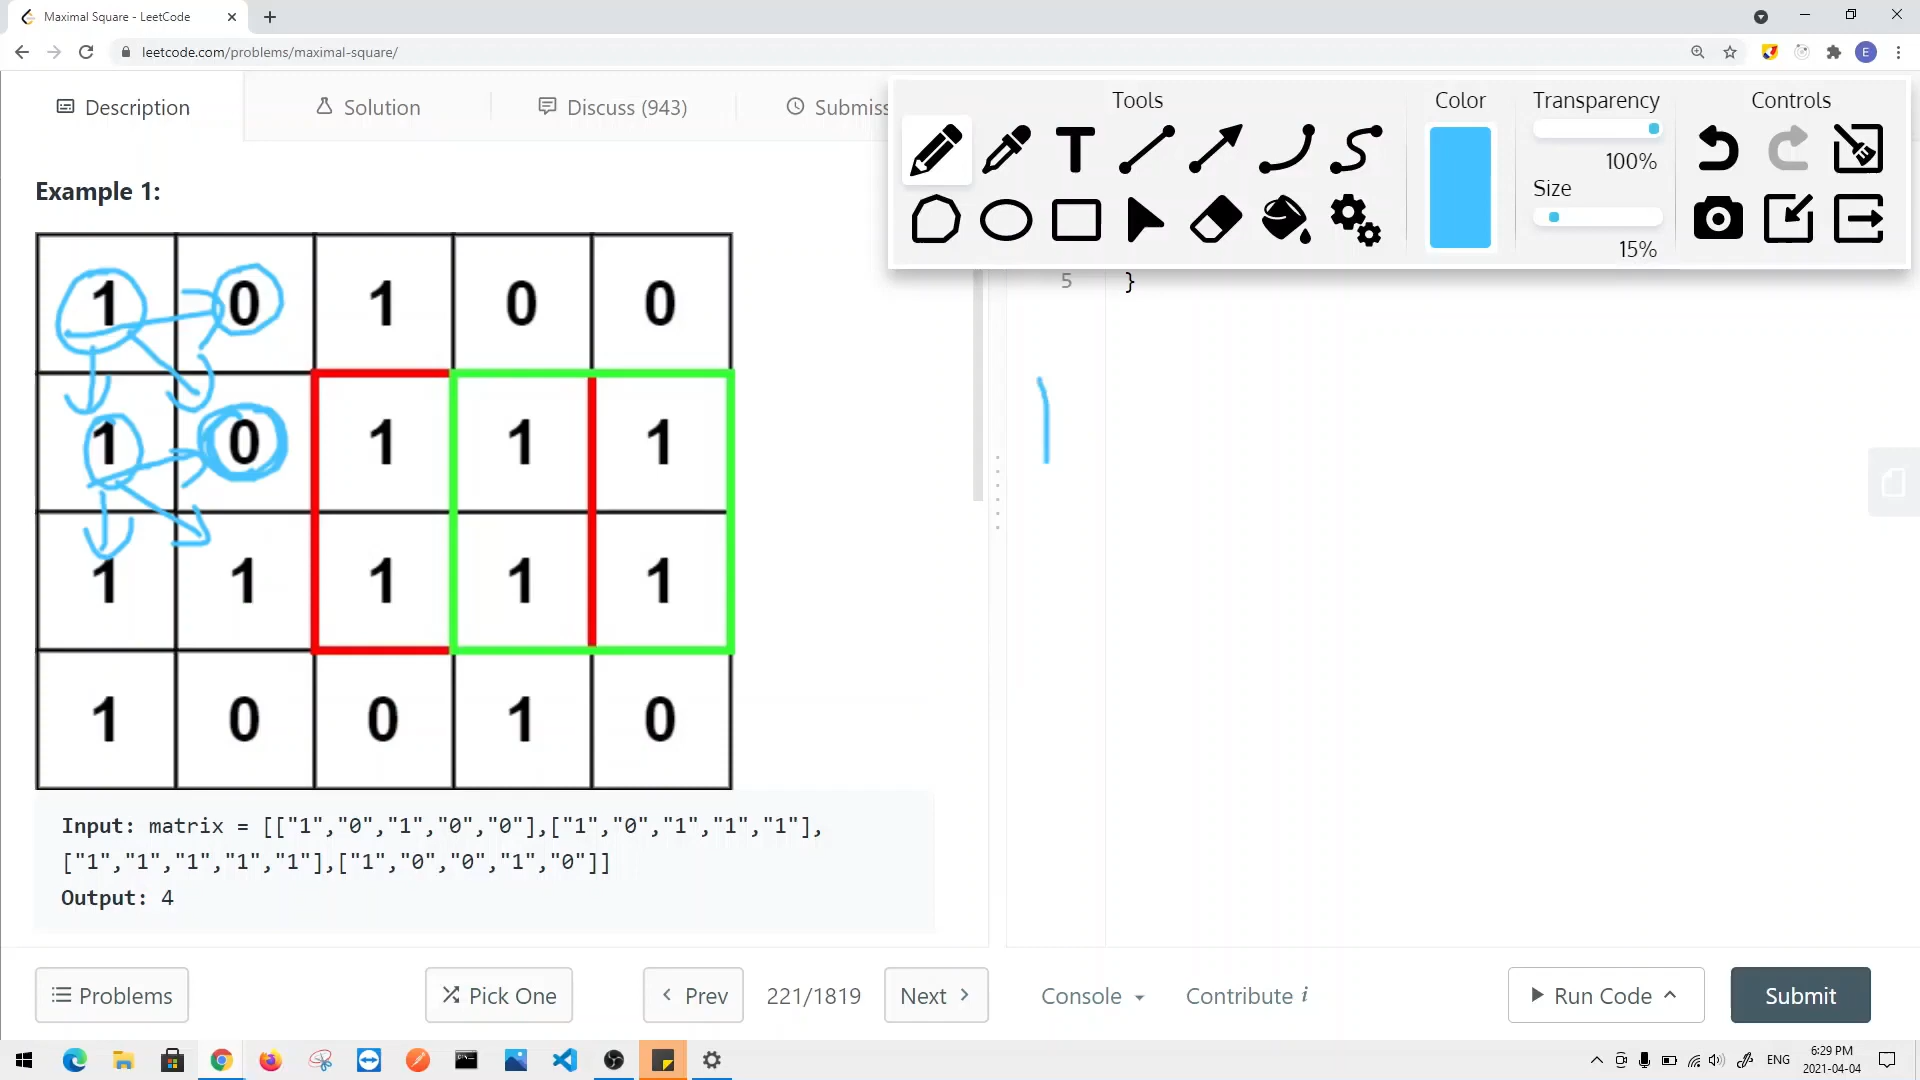 Maximal Square - LeetCode
leetcode.com/problems/maximal-square/
E
Description
Solution
Discuss (943)
Submiss
Tools
Color
Transparency
Controls
100%
Size
15%
T
Example 1:
1 0 1 0 0
1 0 1 1 1
1 1 1 1 1
1 0 0 1 0
5 }
Input: matrix = [["1","0","1","0","0"],["1","0","1","1","1"],
["1","1","1","1","1"],["1","0","0","1","0"]]
Output: 4
Problems
Pick One
Prev
221/1819
Next
Console
Contribute i
Run Code
Submit
ENG
6:29 PM
2021-04-04